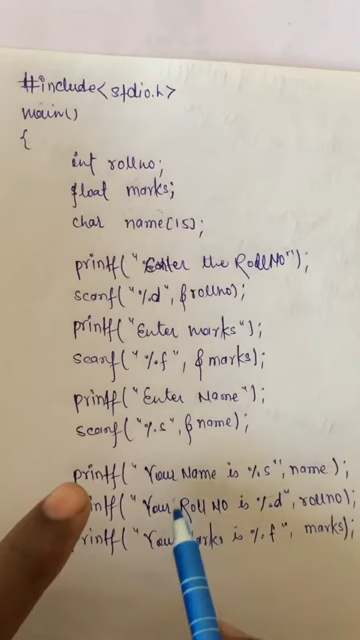 #include<stdio.h>
main()
{
int rollno;
float marks;
char name[15];
printf("Enter the RollNo");
scanf("%d", &rollno);
printf("Enter marks");
scanf("%f", &marks);
printf("Enter Name");
scanf("%s", &name);
printf("Your Name is %s", name);
printf("Your Roll No is %d", rollno);
printf("Your Marks is %f", marks);